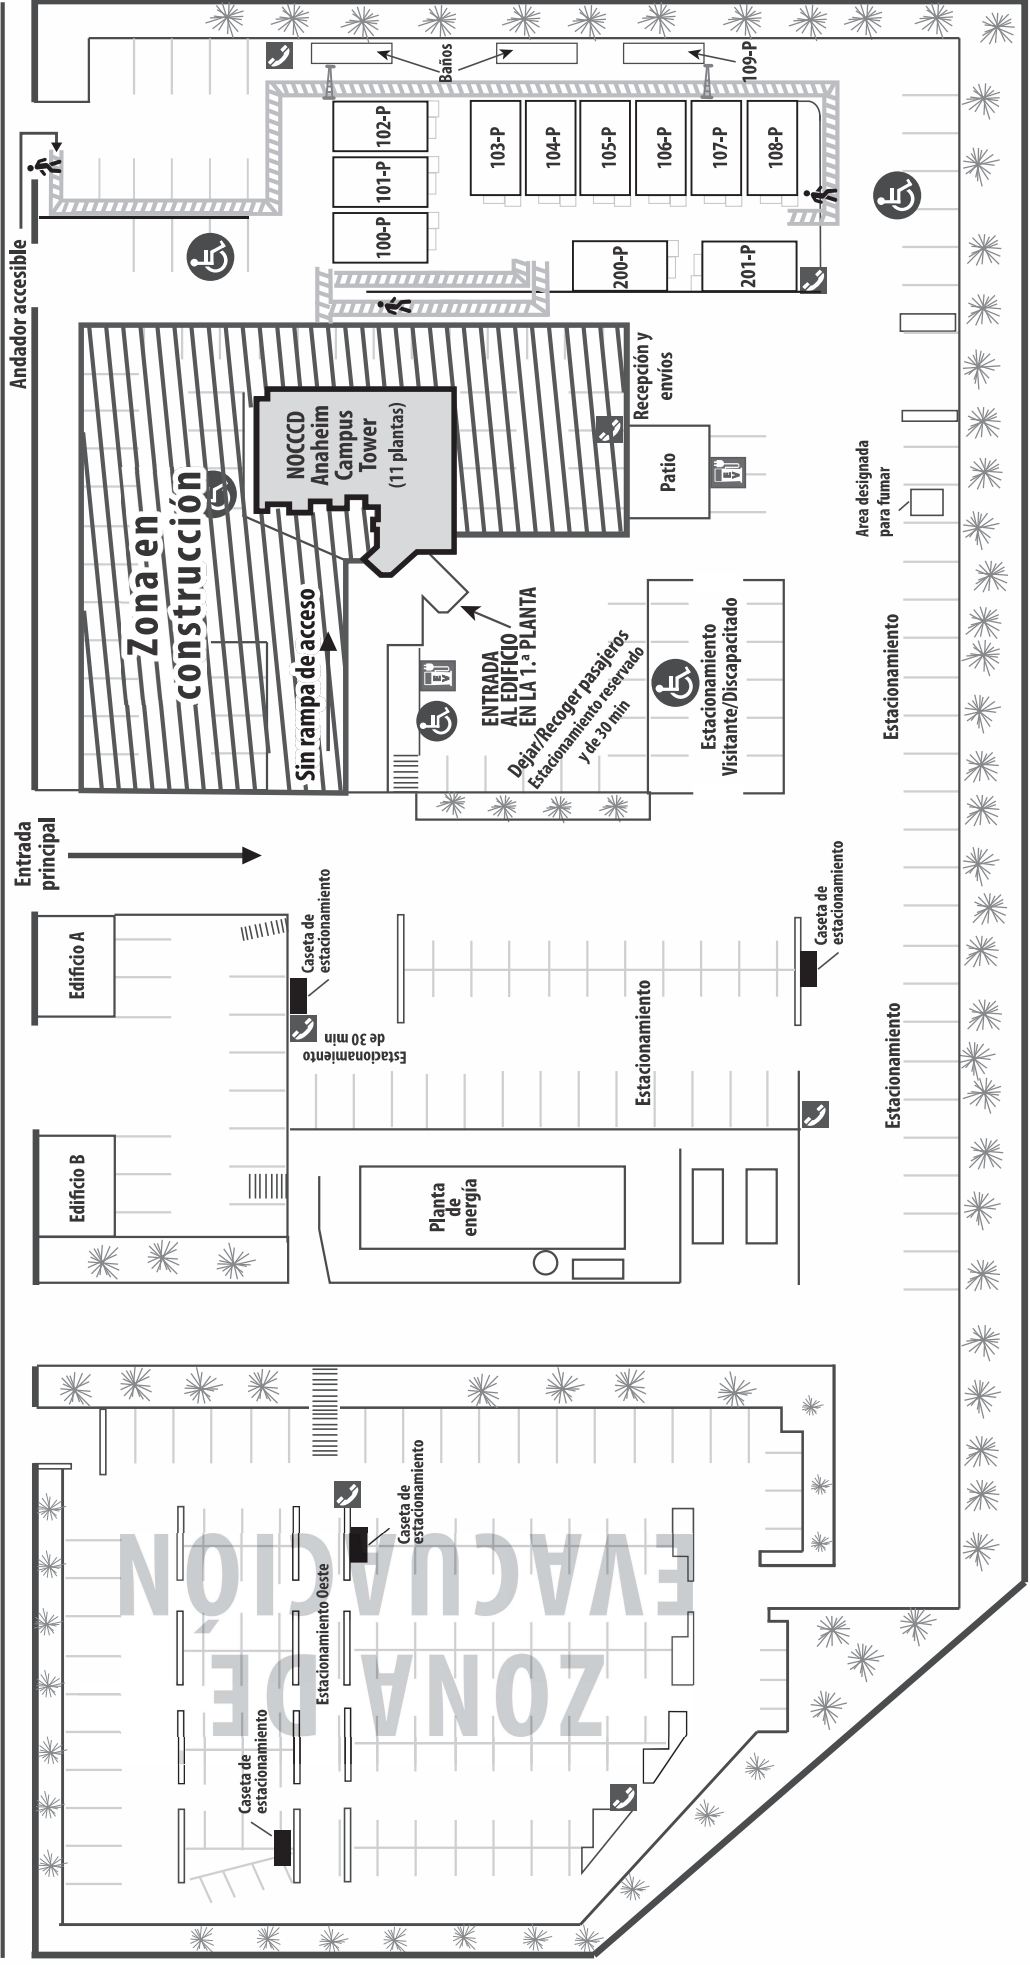 Baños
109-P
102-P
101-P
100-P
103-P
104-P
105-P
106-P
107-P
108-P
200-P
201-P
Andador accesible
Recepción y
envíos
NOCCCD
Anaheim
Campus
Tower
(11 plantas)
Zona en
construcción
Patio
EV
Area designada
para fumar
Sin rampa de acceso
EV
ENTRADA
AL EDIFICIO
EN LA 1.ª PLANTA
Dejar/Recoger pasajeros
Estacionamiento reservado
y de 30 min
Estacionamiento
Visitante/Discapacitado
Estacionamiento
Entrada
principal
Edificio A
Caseta de
estacionamiento
Estacionamiento
de 30 min
Caseta de
estacionamiento
Estacionamiento
Estacionamiento
Edificio B
Planta
de
energía
Caseta de
estacionamiento
Estacionamiento Oeste
ZONA DE
EVACUACIÓN
Caseta de
estacionamiento